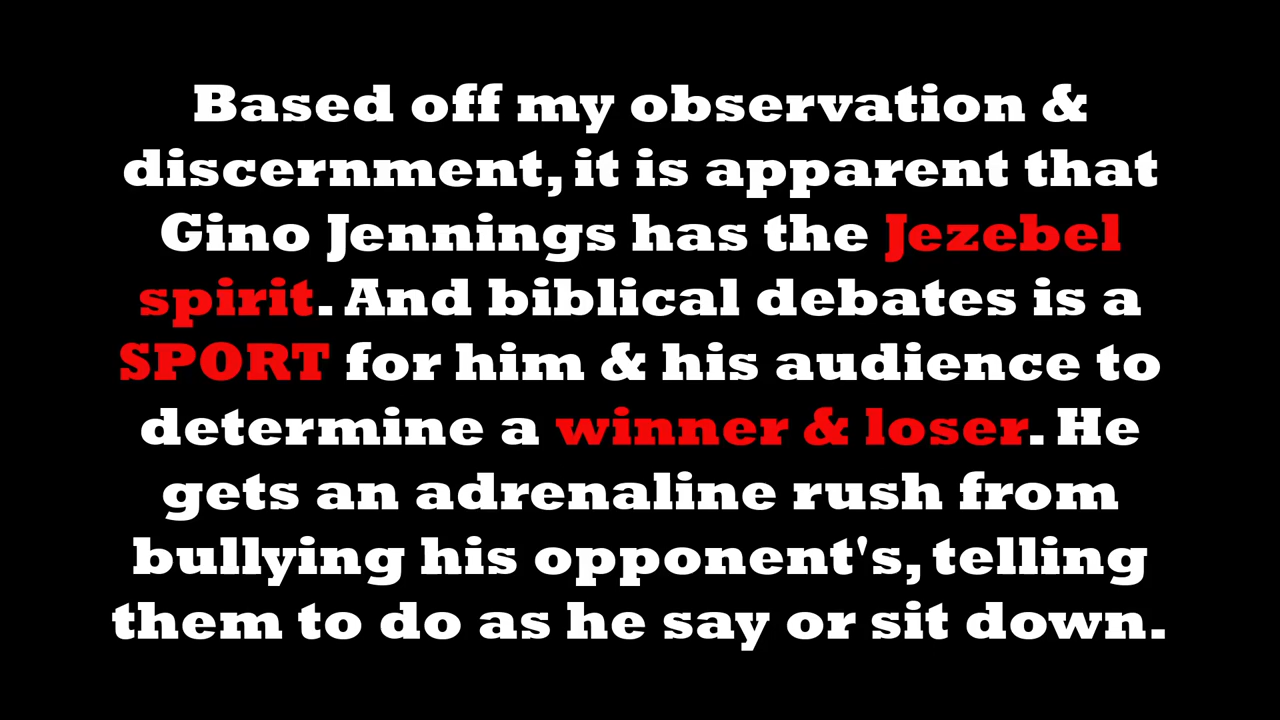 Based off my observation &
discernment, it is apparent that
Gino Jennings has the Jezebel
spirit. And biblical debates is a
SPORT for him & his audience to
determine a winner & loser. He
gets an adrenaline rush from
bullying his opponent's, telling
them to do as he say or sit down.